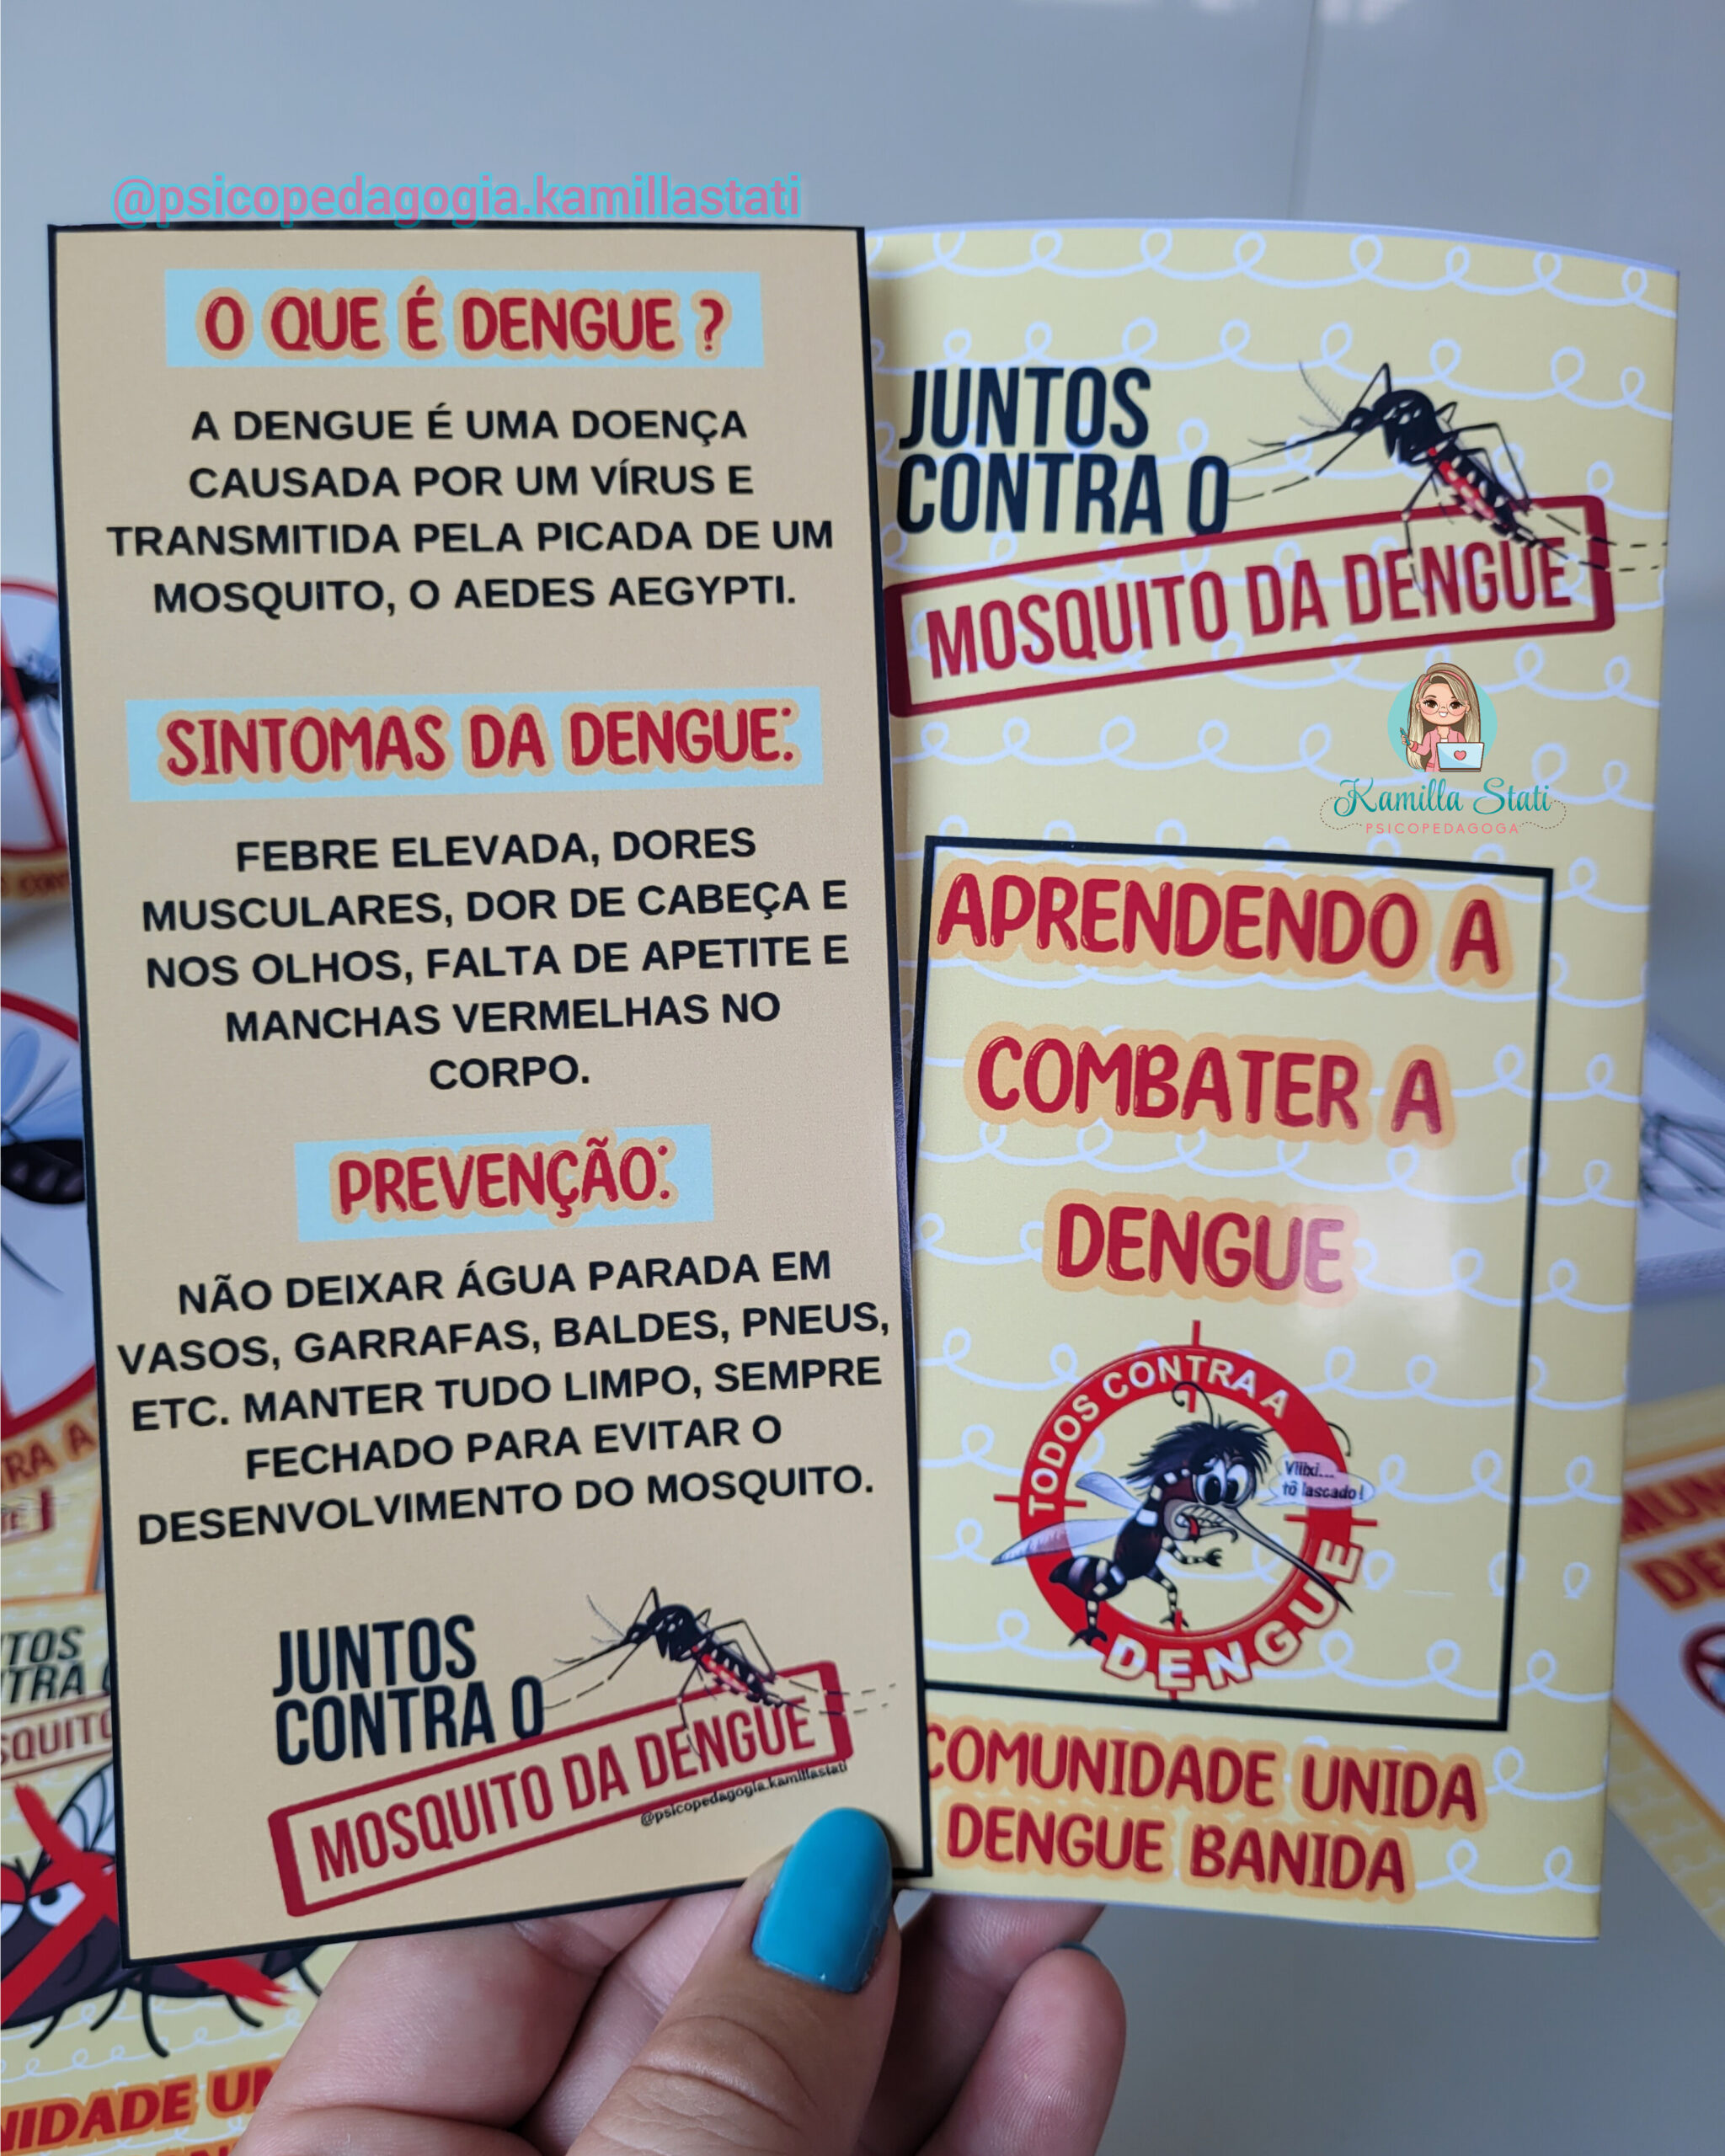 @psicopedagogia.kamillastati
O QUE É DENGUE ?
A DENGUE É UMA DOENÇA
CAUSADA POR UM VÍRUS E
TRANSMITIDA PELA PICADA DE UM
MOSQUITO, O AEDES AEGYPTI.
SINTOMAS DA DENGUE:
FEBRE ELEVADA, DORES
MUSCULARES, DOR DE CABEÇA E
NOS OLHOS, FALTA DE APETITE E
MANCHAS VERMELHAS NO
CORPO.
PREVENÇÃO:
NÃO DEIXAR ÁGUA PARADA EM
VASOS, GARRAFAS, BALDES, PNEUS,
ETC. MANTER TUDO LIMPO, SEMPRE
FECHADO PARA EVITAR O
DESENVOLVIMENTO DO MOSQUITO.
JUNTOS
CONTRA O
MOSQUITO DA DENGUE
@psicopedagogia.kamillastati
JUNTOS
CONTRA O
MOSQUITO DA DENGUE
Kamilla Stati
PSICOPEDAGOGA
APRENDENDO A
COMBATER A
DENGUE
TODOS CONTRA A
Viiixi...
tô lascado!
DENGUE
COMUNIDADE UNIDA
DENGUE BANIDA